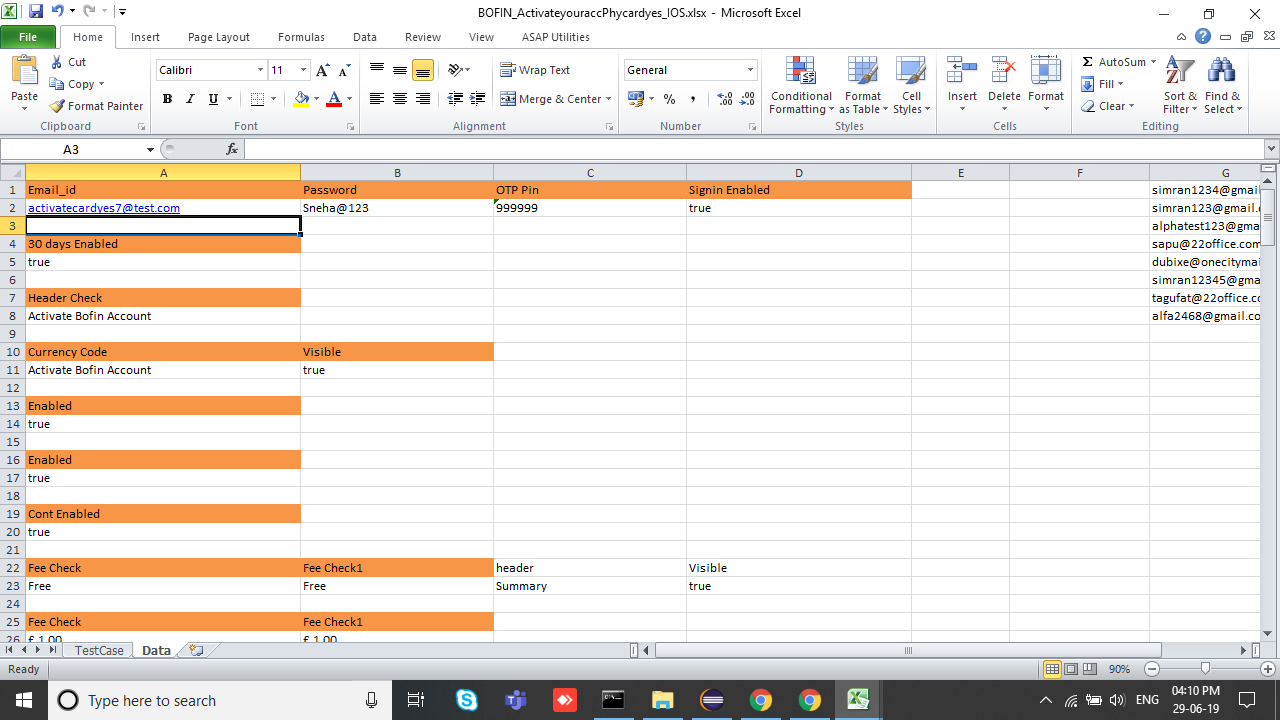 BOFIN_ActivateyouraccPhycardyes_IOS.xlsx - Microsoft Excel
File Home Insert Page Layout Formulas Data Review View ASAP Utilities
Paste Cut Copy Format Painter Clipboard
Calibri 11 A A B I U A Font
Wrap Text Merge & Center Alignment
General % , .00 Number
Conditional Formatting Format as Table Cell Styles Styles
Insert Delete Format Cells
Σ AutoSum Fill Clear Sort & Filter Find & Select Editing
A3 fx
A B C D E F G
1 Email_id Password OTP Pin Signin Enabled simran1234@gmail
2 activatecardyes7@test.com Sneha@123 999999 true simran123@gmail.
3 alphatest123@gma
4 30 days Enabled sapu@22office.com
5 true dubixe@onecitymai
6 simran12345@gma
7 Header Check tagufat@22office.c
8 Activate Bofin Account alfa2468@gmail.co
9
10 Currency Code Visible
11 Activate Bofin Account true
12
13 Enabled
14 true
15
16 Enabled
17 true
18
19 Cont Enabled
20 true
21
22 Fee Check Fee Check1 header Visible
23 Free Free Summary true
24
25 Fee Check Fee Check1
26 £ 1.00 £ 1.00
TestCase Data
Ready 90%
Type here to search ENG 04:10 PM
29-06-19